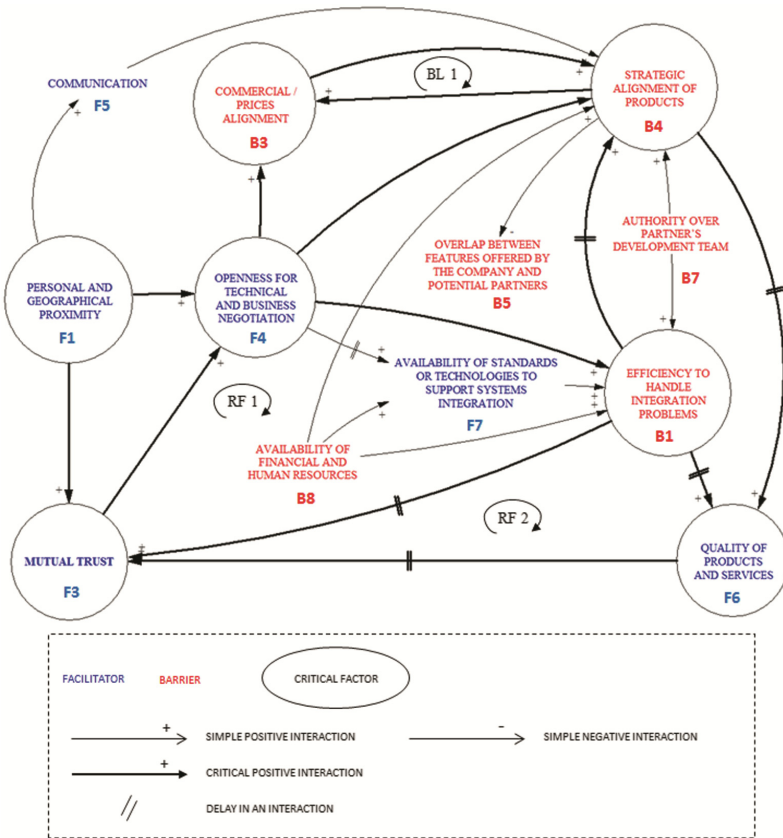 COMMUNICATION
F5
COMMERCIAL /
PRICES
ALIGNMENT
B3
BL 1
STRATEGIC
ALIGNMENT OF
PRODUCTS
B4
AUTHORITY OVER
PARTNER'S
DEVELOPMENT TEAM
B7
OVERLAP BETWEEN
FEATURES OFFERED BY
THE COMPANY AND
POTENTIAL PARTNERS
B5
PERSONAL AND
GEOGRAPHICAL
PROXIMITY
F1
OPENNESS FOR
TECHNICAL
AND BUSINESS
NEGOTIATION
F4
AVAILABILITY OF STANDARDS
OR TECHNOLOGIES TO
SUPPORT SYSTEMS
INTEGRATION
F7
EFFICIENCY TO
HANDLE
INTEGRATION
PROBLEMS
B1
RF 1
AVAILABILITY OF
FINANCIAL AND
HUMAN RESOURCES
B8
RF 2
MUTUAL TRUST
F3
QUALITY OF
PRODUCTS
AND SERVICES
F6
FACILITATOR
BARRIER
CRITICAL FACTOR
+
SIMPLE POSITIVE INTERACTION
-
SIMPLE NEGATIVE INTERACTION
+
CRITICAL POSITIVE INTERACTION
//
DELAY IN AN INTERACTION